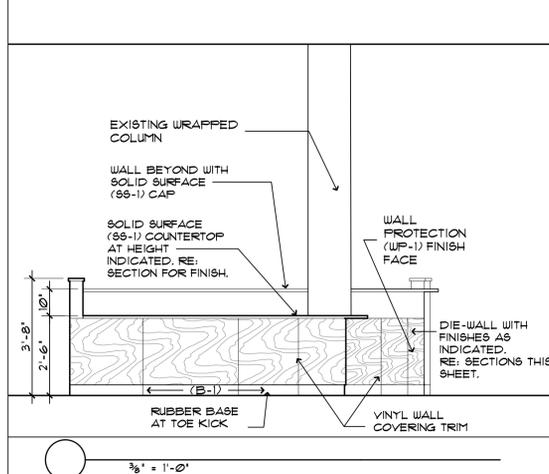 EXISTING WRAPPED
COLUMN
WALL BEYOND WITH
SOLID SURFACE
(SS-1) CAP
SOLID SURFACE
(SS-1) COUNTERTOP
AT HEIGHT
INDICATED. RE:
SECTION FOR FINISH.
WALL
PROTECTION
(WP-1) FINISH
FACE
3'-8"
10"
2'-6"
DIE-WALL WITH
FINISHES AS
INDICATED.
RE: SECTIONS THIS
SHEET.
(B-1)
RUBBER BASE
AT TOE KICK
VINYL WALL
COVERING TRIM
3/8" = 1'-0"